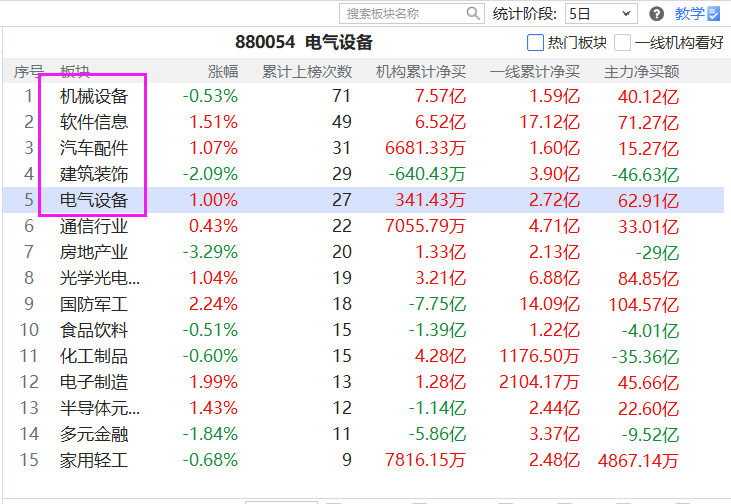 搜索板块名称 统计阶段: 5日 ? 教学
880054 电气设备 热门板块 一线机构看好
序号 板块 涨幅 累计上榜次数 机构累计净买 一线累计净买 主力净买额
1 机械设备 -0.53% 71 7.57亿 1.59亿 40.12亿
2 软件信息 1.51% 49 6.52亿 17.12亿 71.27亿
3 汽车配件 1.07% 31 6681.33万 1.60亿 15.27亿
4 建筑装饰 -2.09% 29 -640.43万 3.90亿 -46.63亿
5 电气设备 1.00% 27 341.43万 2.72亿 62.91亿
6 通信行业 0.43% 22 7055.79万 4.71亿 33.01亿
7 房地产业 -3.29% 20 1.33亿 2.13亿 -29亿
8 光学光电... 1.04% 19 3.21亿 6.88亿 84.85亿
9 国防军工 2.24% 18 -7.75亿 14.09亿 104.57亿
10 食品饮料 -0.51% 15 -1.39亿 1.22亿 -4.01亿
11 化工制品 -0.60% 15 4.28亿 1176.50万 -35.36亿
12 电子制造 1.99% 13 1.28亿 2104.17万 45.66亿
13 半导体元... 1.43% 12 -1.14亿 2.44亿 22.60亿
14 多元金融 -1.84% 11 -5.86亿 3.37亿 -9.52亿
15 家用轻工 -0.68% 9 7816.15万 2.48亿 4867.14万